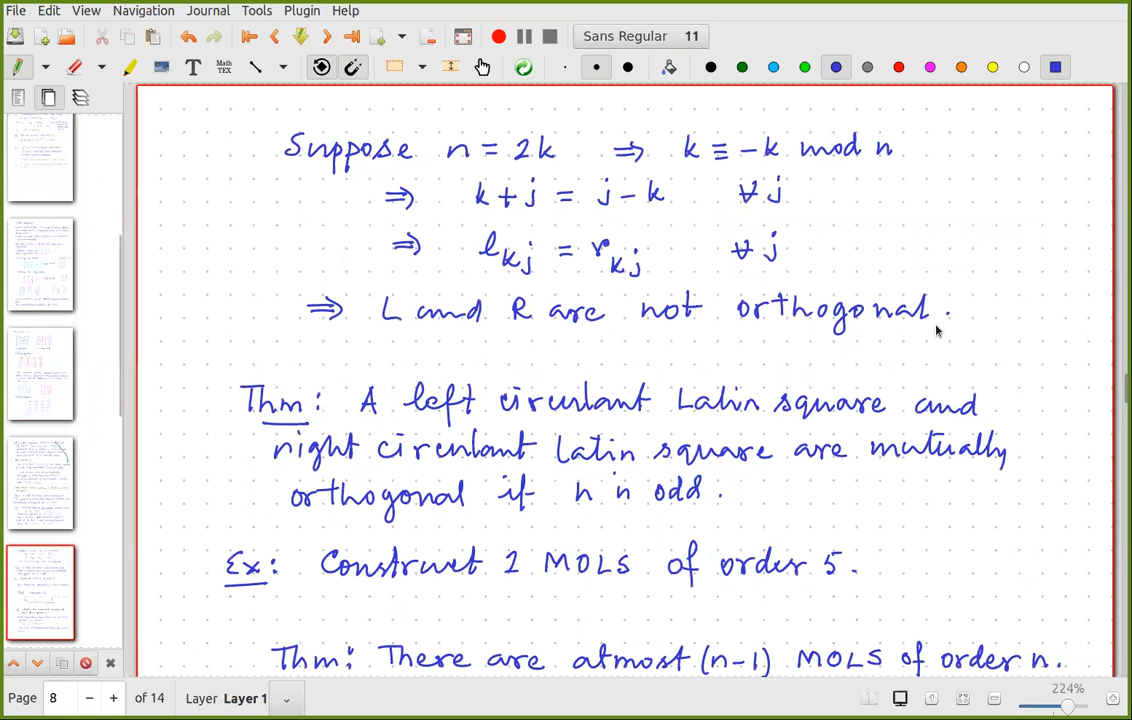 File Edit View Navigation Journal Tools Plugin Help
Sans Regular 11
T Math TEX
Suppose n = 2k ⇒ k ≡ -k mod n
⇒ k + j = j - k ∀ j
⇒ l_kj = r_kj ∀ j
⇒ L and R are not orthogonal.
Thm: A left circulant Latin square and
right circulant Latin square are mutually
orthogonal if n is odd.
Ex: Construct 2 MOLS of order 5.
Thm: There are atmost (n-1) MOLS of order n.
Page 8 of 14 Layer Layer 1 224%